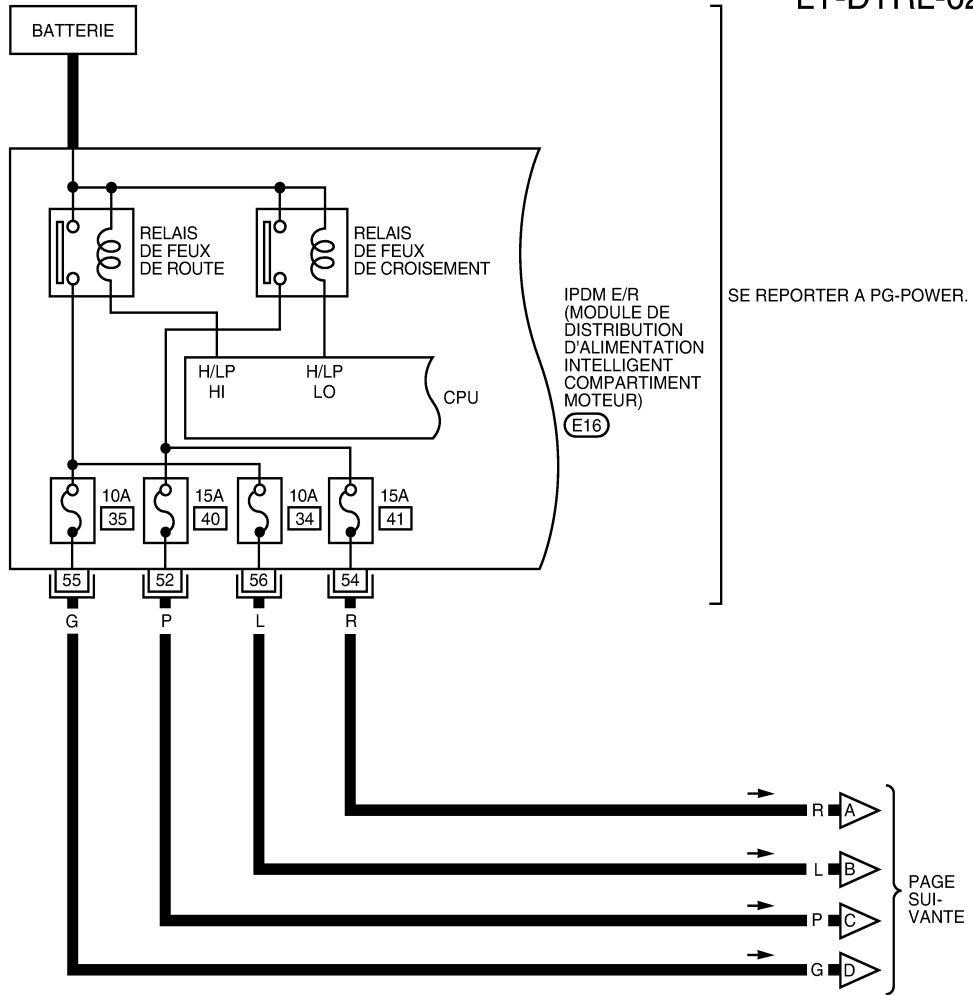 BATTERIE
RELAIS
DE FEUX
DE ROUTE
RELAIS
DE FEUX
DE CROISEMENT
IPDM E/R
(MODULE DE
DISTRIBUTION
D'ALIMENTATION
INTELLIGENT
COMPARTIMENT
MOTEUR)
E16
SE REPORTER A PG-POWER.
H/LP
HI
H/LP
LO
CPU
10A
35
15A
40
10A
34
15A
41
55
52
56
54
G
P
L
R
R A
L B
P C
G D
PAGE
SUI-
VANTE